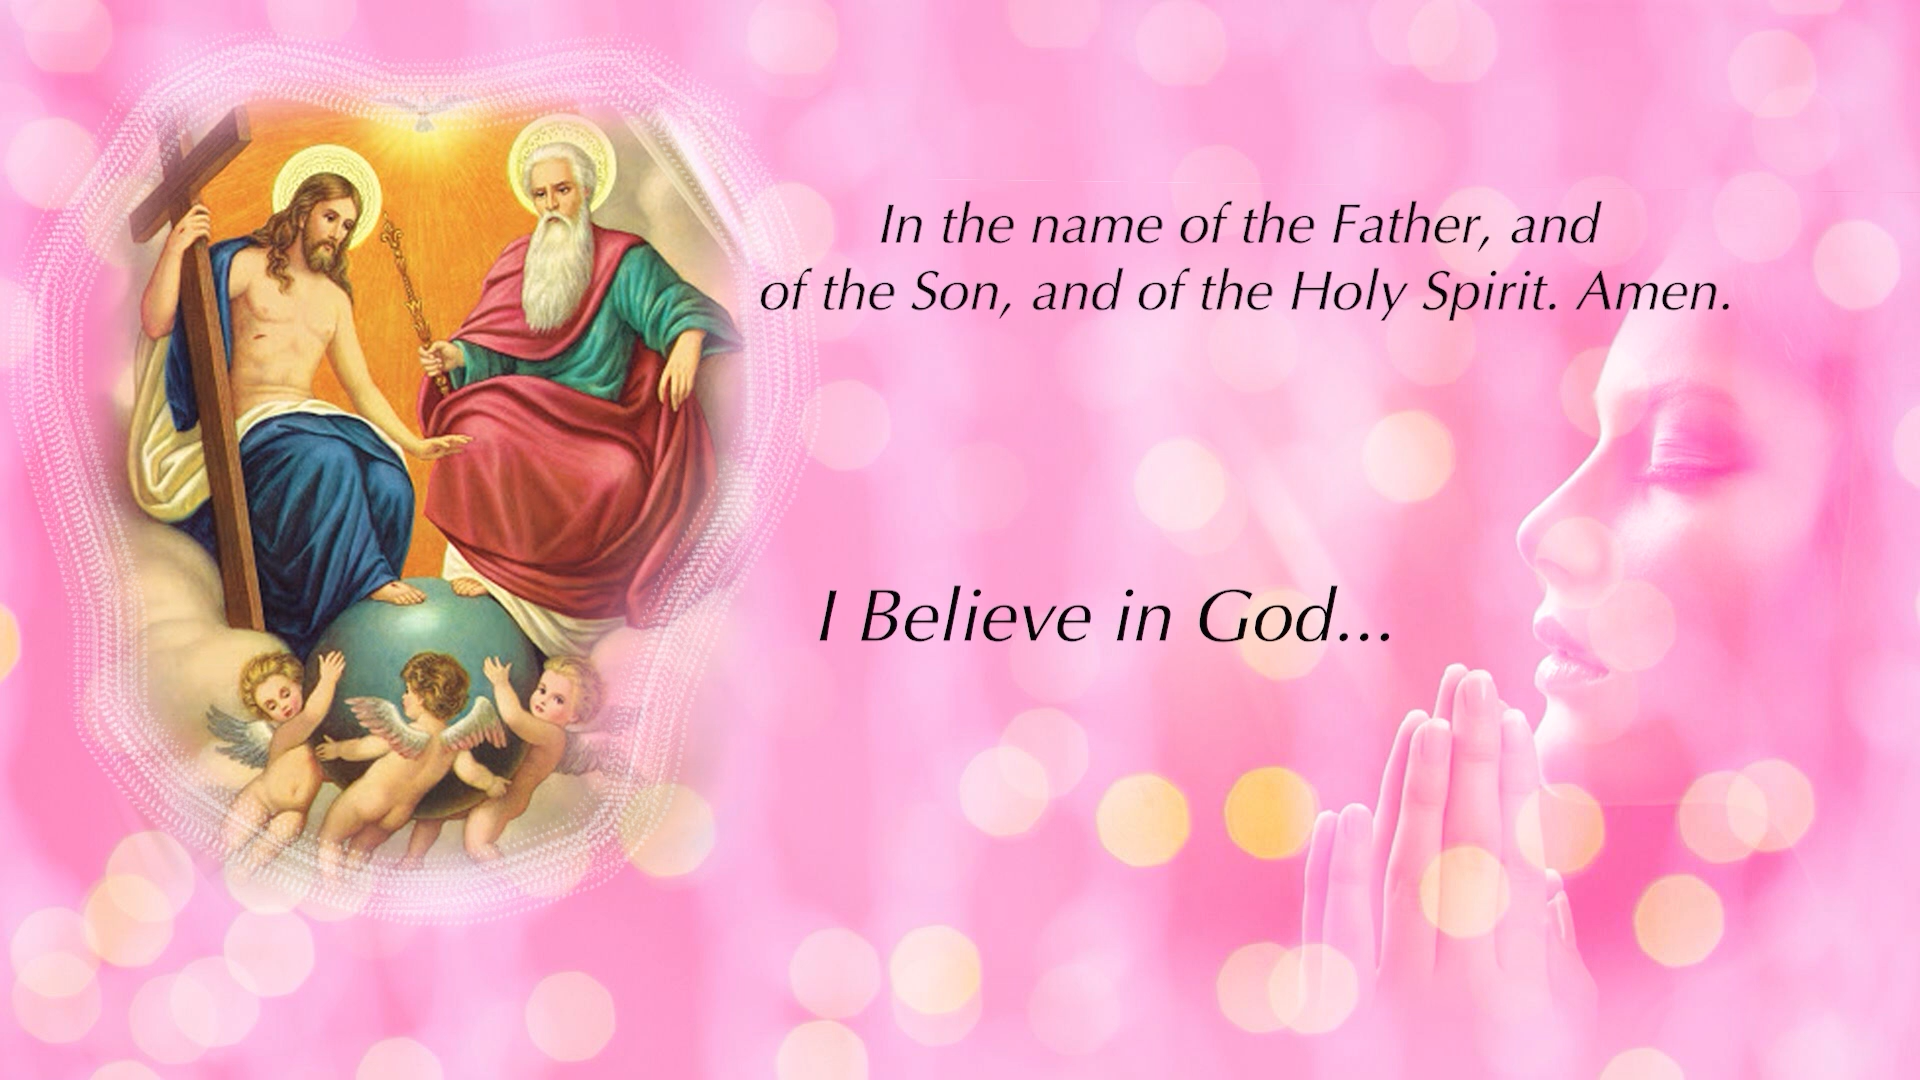 In the name of the Father, and
of the Son, and of the Holy Spirit. Amen.
I Believe in God...